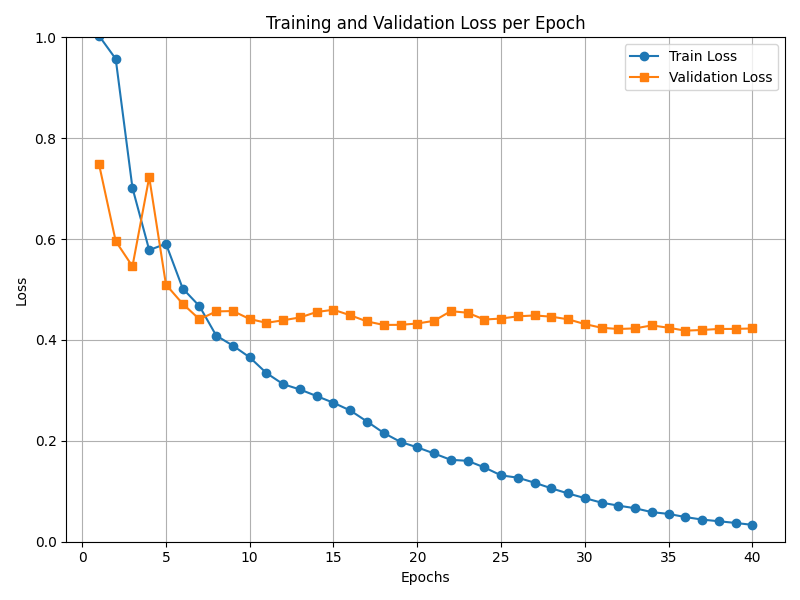 Training and Validation Loss per Epoch
Train Loss
Validation Loss
1.0
0.8
0.6
0.4
0.2
0.0
Loss
0 5 10 15 20 25 30 35 40
Epochs